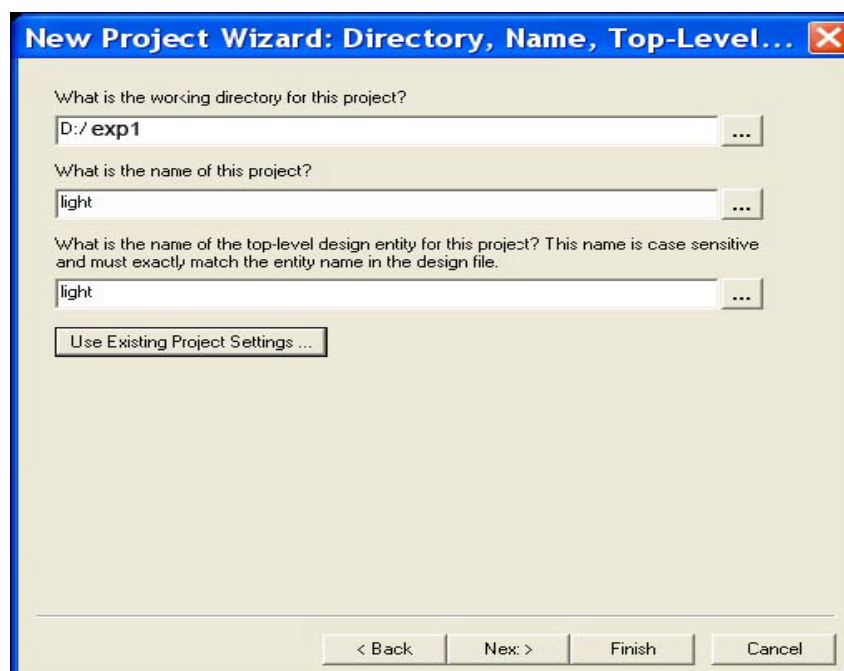 New Project Wizard: Directory, Name, Top-Level...
What is the working directory for this project?
D:/ exp1
...
What is the name of this project?
light
...
What is the name of the top-level design entity for this project? This name is case sensitive
and must exactly match the entity name in the design file.
light
...
Use Existing Project Settings ...
< Back
Nex: >
Finish
Cancel